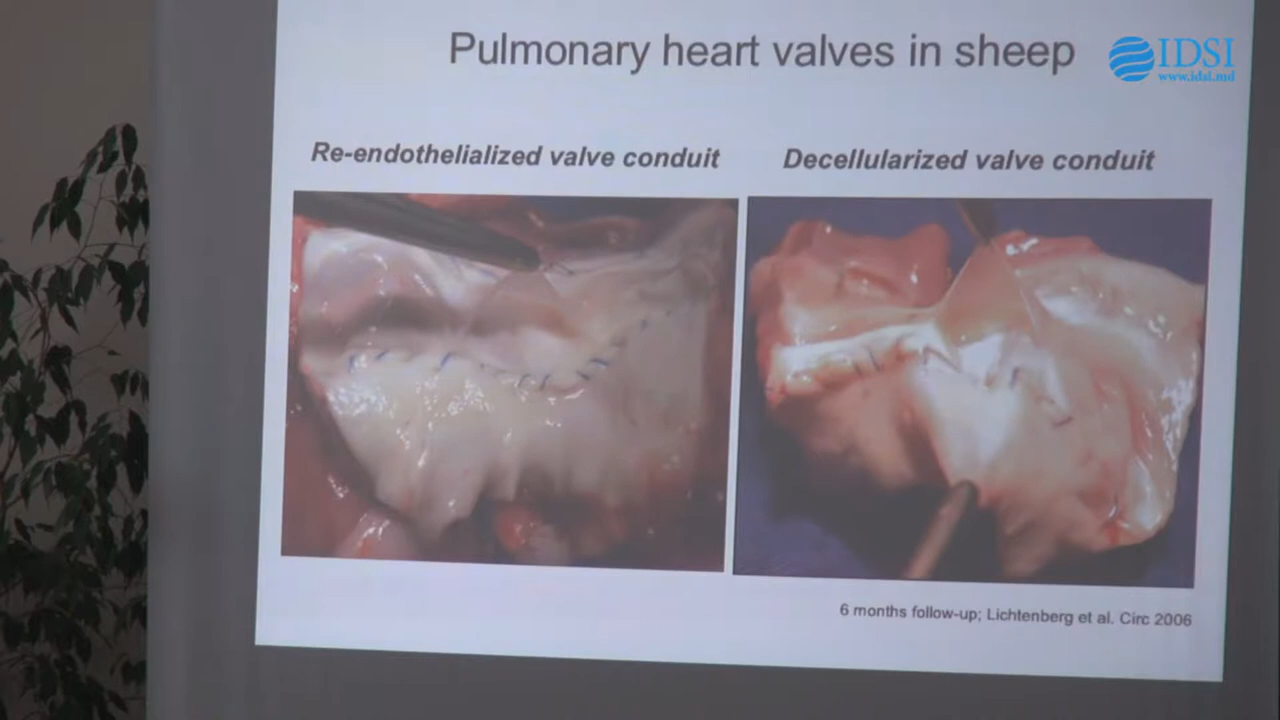 Pulmonary heart valves in sheep
IDSI
www.idsi.md
Re-endothelialized valve conduit
Decellularized valve conduit
6 months follow-up; Lichtenberg et al. Circ 2006